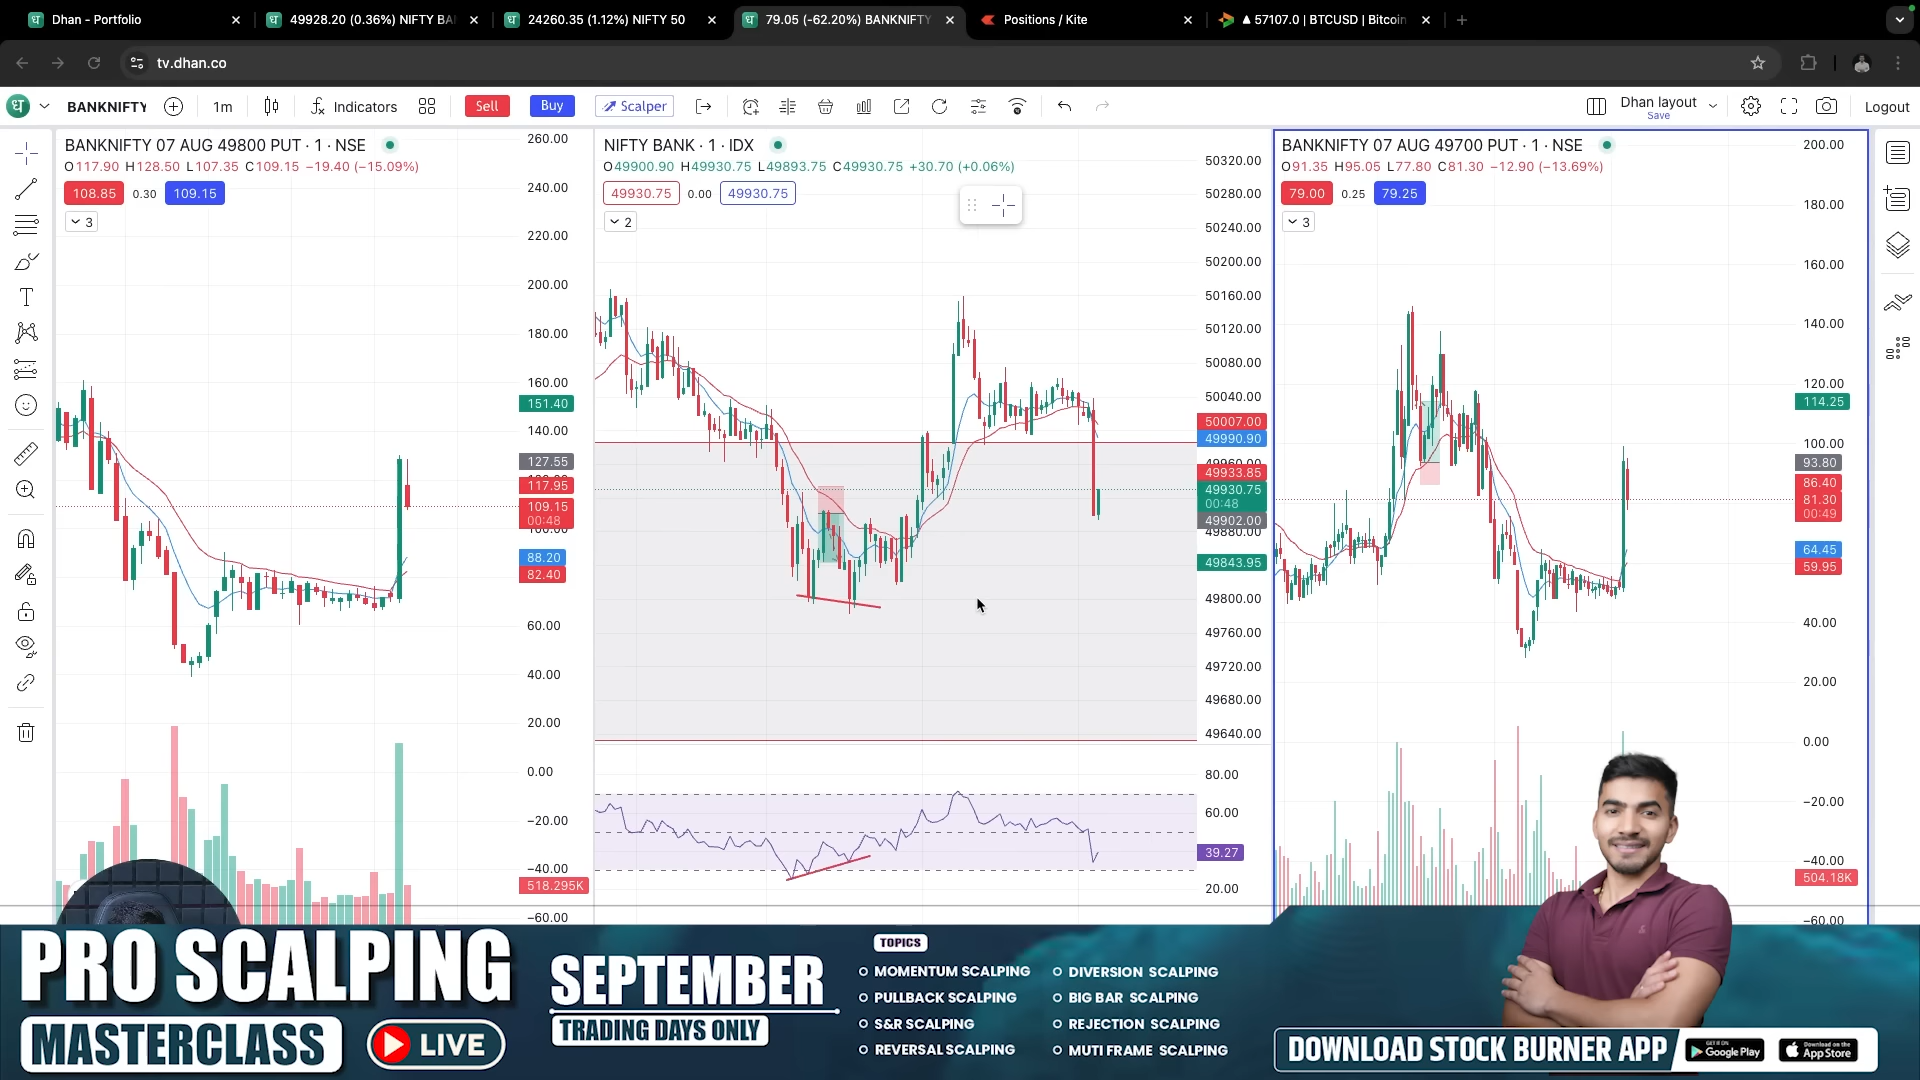 Dhan - Portfolio
49928.20 (0.36%) NIFTY BA
24260.35 (1.12%) NIFTY 50
79.05 (-62.20%) BANKNIFTY
Positions / Kite
▲ 57107.0 | BTCUSD | Bitcoin
tv.dhan.co
BANKNIFTY
1m
Indicators
Sell
Buy
Scalper
Dhan layout
Save
Logout
BANKNIFTY 07 AUG 49800 PUT · 1 · NSE
O117.90 H128.50 L107.35 C109.15 −19.40 (−15.09%)
108.85 0.30 109.15
3
260.00
240.00
220.00
200.00
180.00
160.00
151.40
140.00
127.55
117.95
109.15
00:48
100.00
88.20
82.40
60.00
40.00
20.00
0.00
−20.00
−40.00
518.295K
−60.00
NIFTY BANK · 1 · IDX
O49900.90 H49930.75 L49893.75 C49930.75 +30.70 (+0.06%)
49930.75 0.00 49930.75
2
50320.00
50280.00
50240.00
50200.00
50160.00
50120.00
50080.00
50040.00
50007.00
49990.90
49960.00
49933.85
49930.75
00:48
49902.00
49880.00
49843.95
49800.00
49760.00
49720.00
49680.00
49640.00
80.00
60.00
39.27
20.00
BANKNIFTY 07 AUG 49700 PUT · 1 · NSE
O91.35 H95.05 L77.80 C81.30 −12.90 (−13.69%)
79.00 0.25 79.25
3
200.00
180.00
160.00
140.00
120.00
114.25
100.00
93.80
86.40
81.30
00:49
64.45
59.95
40.00
20.00
0.00
−20.00
−40.00
504.18K
−60.00
PRO SCALPING
MASTERCLASS
LIVE
SEPTEMBER
TRADING DAYS ONLY
TOPICS
MOMENTUM SCALPING
PULLBACK SCALPING
S&R SCALPING
REVERSAL SCALPING
DIVERSION SCALPING
BIG BAR SCALPING
REJECTION SCALPING
MUTI FRAME SCALPING
DOWNLOAD STOCK BURNER APP
GET IT ON
Google Play
Download on the
App Store